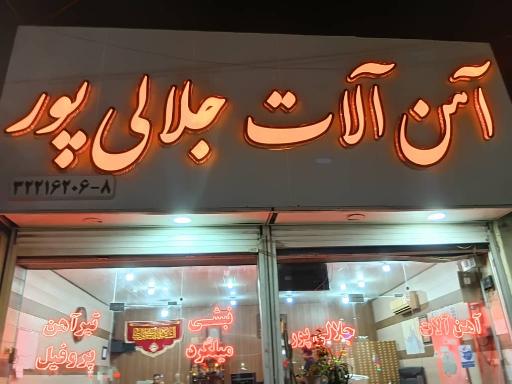 آهن آلات جلالی پور
۳۲۲۱۶۲۰۶-۸
آهن آلات
جلالی پور
نبشی
میلگرد
تیرآهن
پروفیل